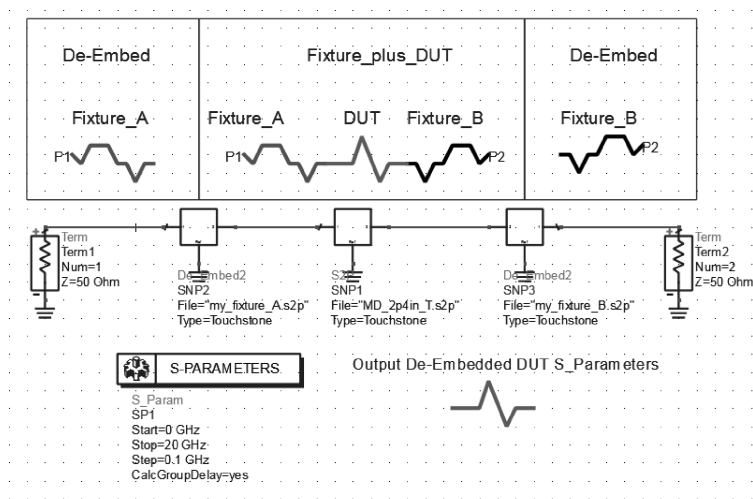 De-Embed
Fixture_plus_DUT
De-Embed
Fixture_A
Fixture_A
DUT
Fixture_B
Fixture_B
P1
P1
P2
P2
Term
Term1
Num=1
Z=50 Ohm
De_Embed2
SNP2
File="my_fixture_A.s2p"
Type=Touchstone
SNP1
File="MD_2p4in_T.s2p"
Type=Touchstone
De_Embed2
SNP3
File="my_fixture_B.s2p"
Type=Touchstone
Term
Term2
Num=2
Z=50 Ohm
S-PARAMETERS
S_Param
SP1
Start=0 GHz
Stop=20 GHz
Step=0.1 GHz
CalcGroupDelay=yes
Output De-Embedded DUT S_Parameters